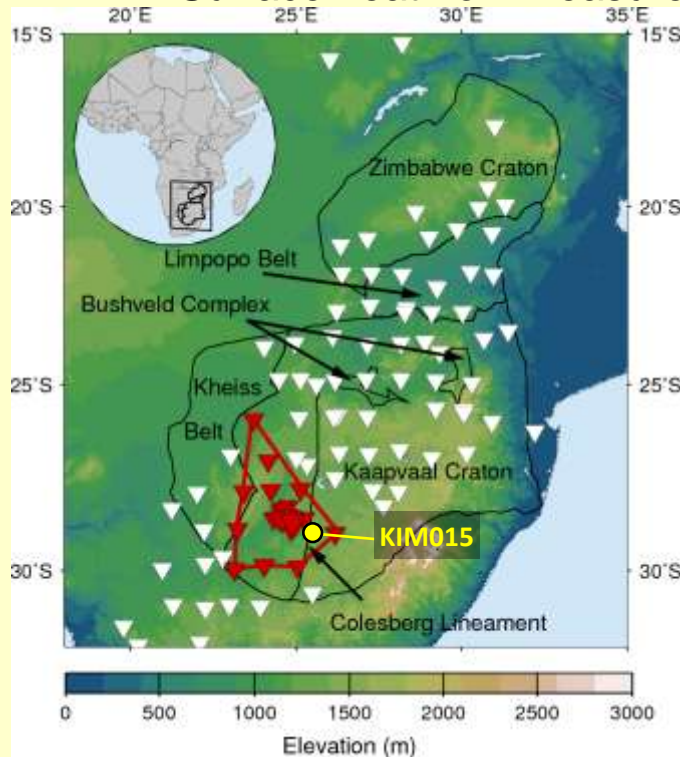 20°E 25°E 30°E 35°E
15°S 15°S
Zimbabwe Craton
20°S 20°S
Limpopo Belt
Bushveld Complex
25°S 25°S
Kheiss
Belt
Kaapvaal Craton
KIM015
30°S 30°S
Colesberg Lineament
0 500 1000 1500 2000 2500 3000
Elevation (m)